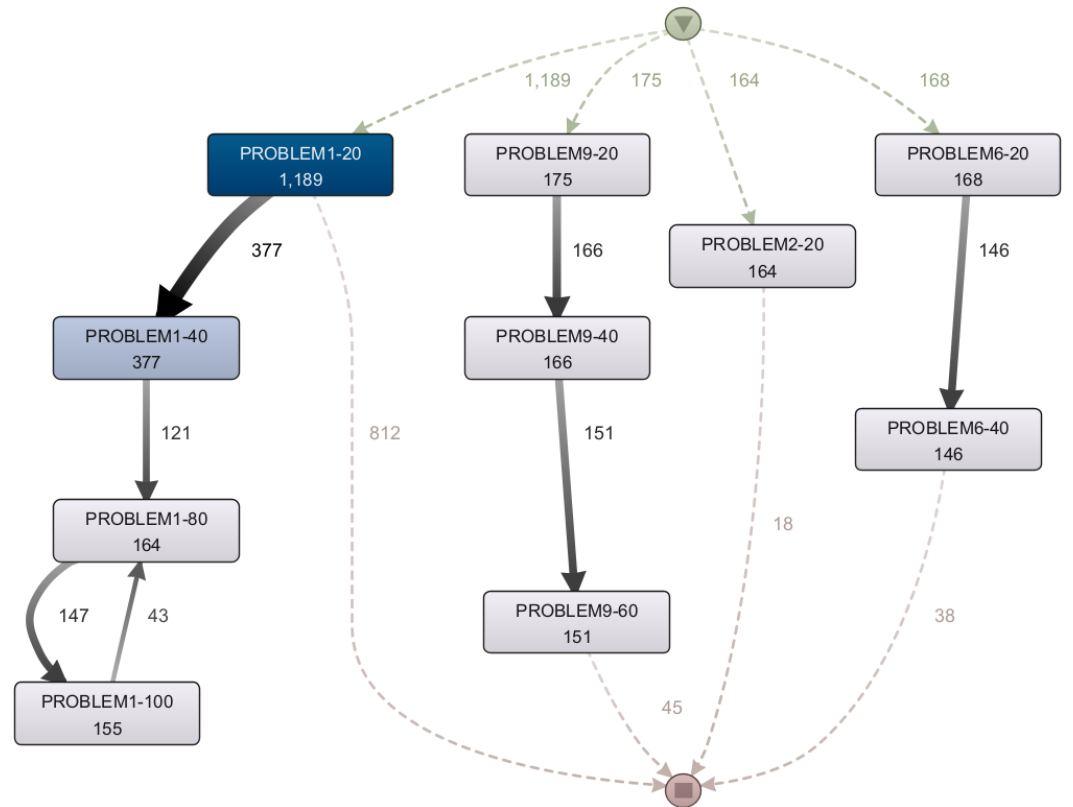 1,189
175
164
168
PROBLEM1-20
1,189
PROBLEM9-20
175
PROBLEM6-20
168
377
166
PROBLEM2-20
164
146
PROBLEM1-40
377
PROBLEM9-40
166
121
812
151
PROBLEM6-40
146
PROBLEM1-80
164
18
147
43
PROBLEM9-60
151
38
PROBLEM1-100
155
45